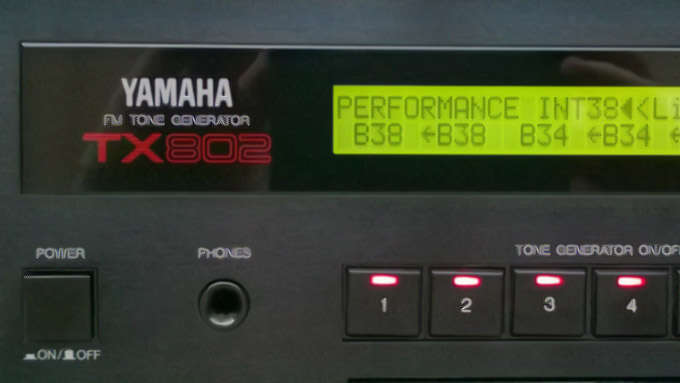 YAMAHA
FM TONE GENERATOR
TX802
PERFORMANCE INT38◀<Li
B38 ←B38 B34 ←B34 ←
POWER
PHONES
TONE GENERATOR ON/OFF
1 2 3 4
ON/OFF